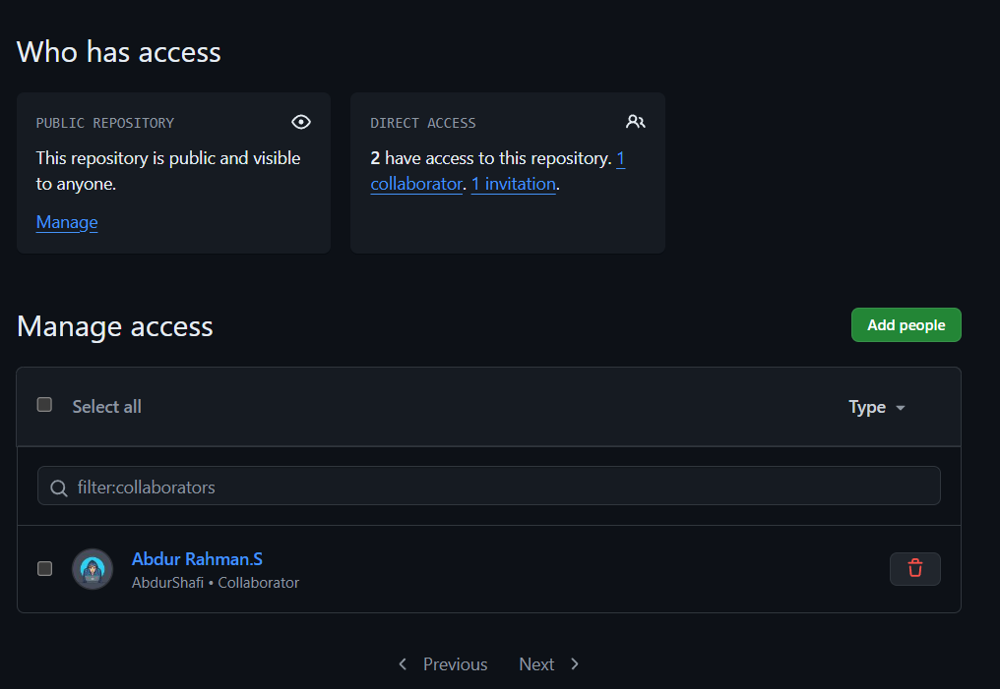 Who has access
PUBLIC REPOSITORY
This repository is public and visible
to anyone.
Manage
DIRECT ACCESS
2 have access to this repository. 1
collaborator. 1 invitation.
Manage access
Add people
Select all
Type
filter:collaborators
Abdur Rahman.S
AbdurShafi • Collaborator
Previous
Next